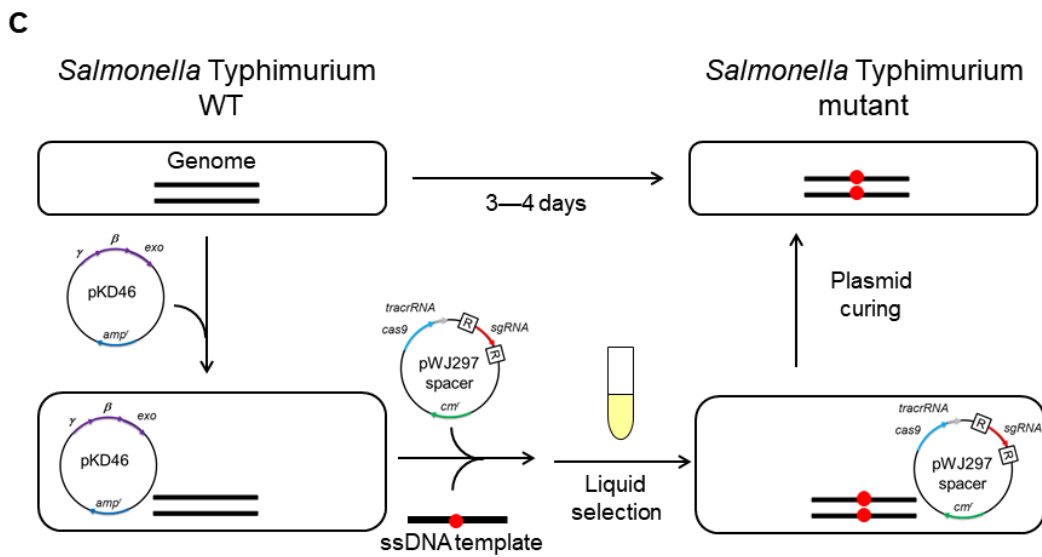 C
Salmonella Typhimurium
WT
Salmonella Typhimurium
mutant
Genome
3—4 days
γ
β
exo
pKD46
ampʳ
tracrRNA
cas9
R
sgRNA
R
pWJ297
spacer
cmʳ
Plasmid
curing
γ
β
exo
pKD46
ampʳ
ssDNA template
Liquid
selection
tracrRNA
cas9
R
sgRNA
R
pWJ297
spacer
cmʳ